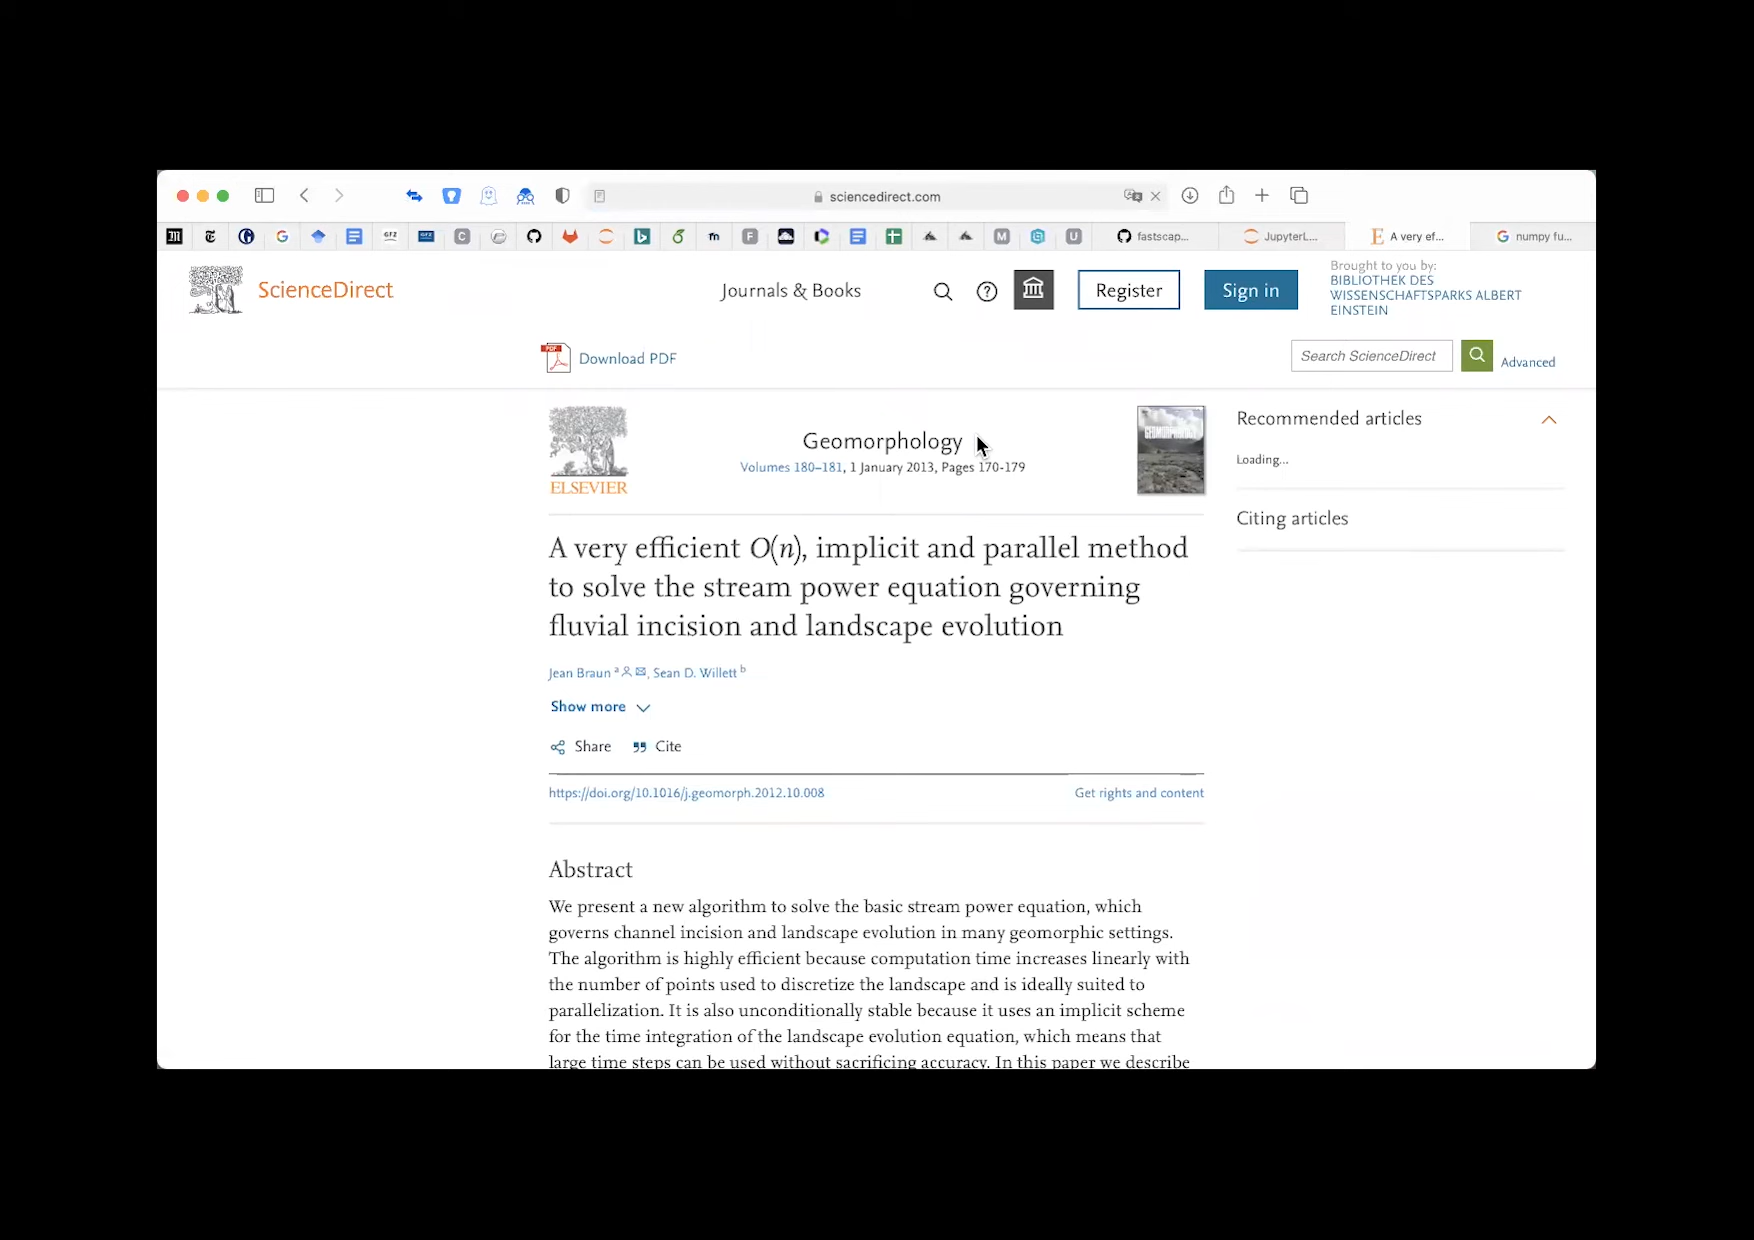 sciencedirect.com
fastscap...
JupyterL...
A very ef...
numpy fu...
ScienceDirect
Journals & Books
Register
Sign in
Brought to you by:
BIBLIOTHEK DES
WISSENSCHAFTSPARKS ALBERT
EINSTEIN
PDF
Download PDF
Search ScienceDirect
Advanced
ELSEVIER
Geomorphology
Volumes 180–181, 1 January 2013, Pages 170-179
GEOMORPHOLOGY
Recommended articles
Loading...
Citing articles
A very efficient O(n), implicit and parallel method
to solve the stream power equation governing
fluvial incision and landscape evolution
Jean Braun a, Sean D. Willett b
Show more
Share Cite
https://doi.org/10.1016/j.geomorph.2012.10.008
Get rights and content
Abstract
We present a new algorithm to solve the basic stream power equation, which
governs channel incision and landscape evolution in many geomorphic settings.
The algorithm is highly efficient because computation time increases linearly with
the number of points used to discretize the landscape and is ideally suited to
parallelization. It is also unconditionally stable because it uses an implicit scheme
for the time integration of the landscape evolution equation, which means that
large time steps can be used without sacrificing accuracy. In this paper we describe